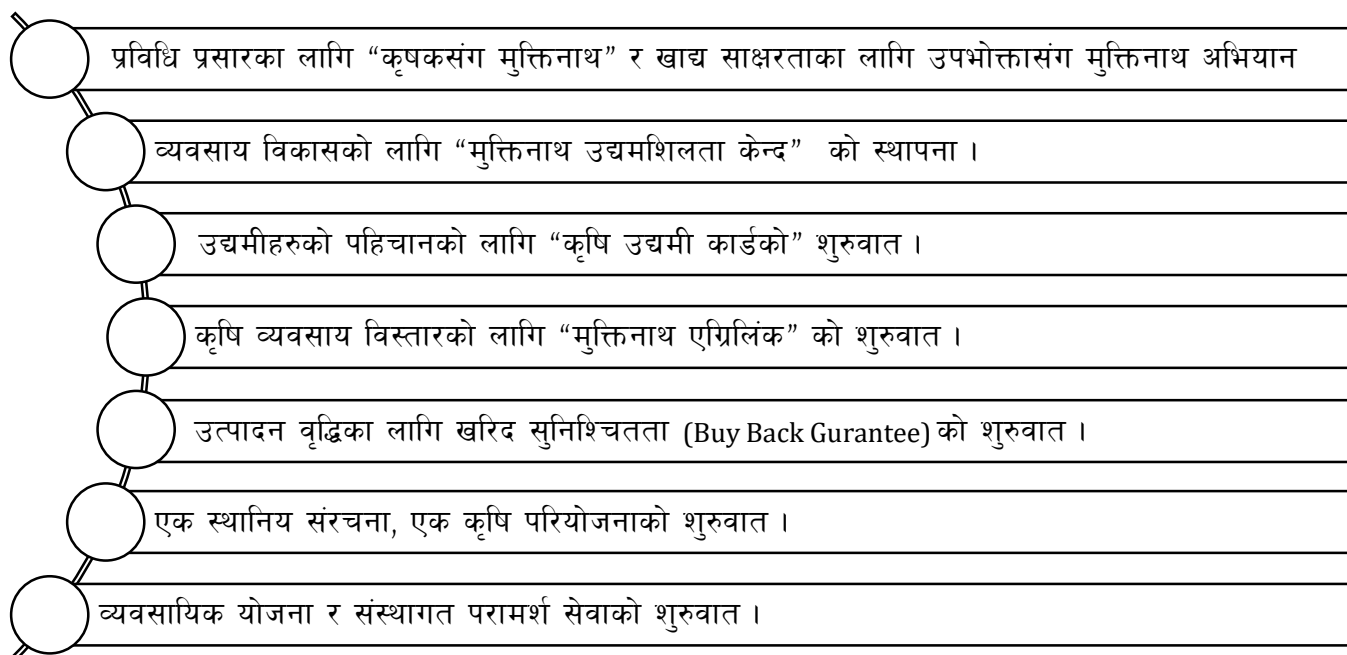 प्रविधि प्रसारका लागि “कृषकसंग मुक्तिनाथ” र खाद्य साक्षरताका लागि उपभोक्तासंग मुक्तिनाथ अभियान
व्यवसाय विकासको लागि “मुक्तिनाथ उद्यमशिलता केन्द” को स्थापना ।
उद्यमीहरुको पहिचानको लागि “कृषि उद्यमी कार्डको” शुरुवात ।
कृषि व्यवसाय विस्तारको लागि “मुक्तिनाथ एग्रिलिंक” को शुरुवात ।
उत्पादन वृद्धिका लागि खरिद सुनिश्चितता (Buy Back Gurantee) को शुरुवात ।
एक स्थानिय संरचना, एक कृषि परियोजनाको शुरुवात ।
व्यवसायिक योजना र संस्थागत परामर्श सेवाको शुरुवात ।